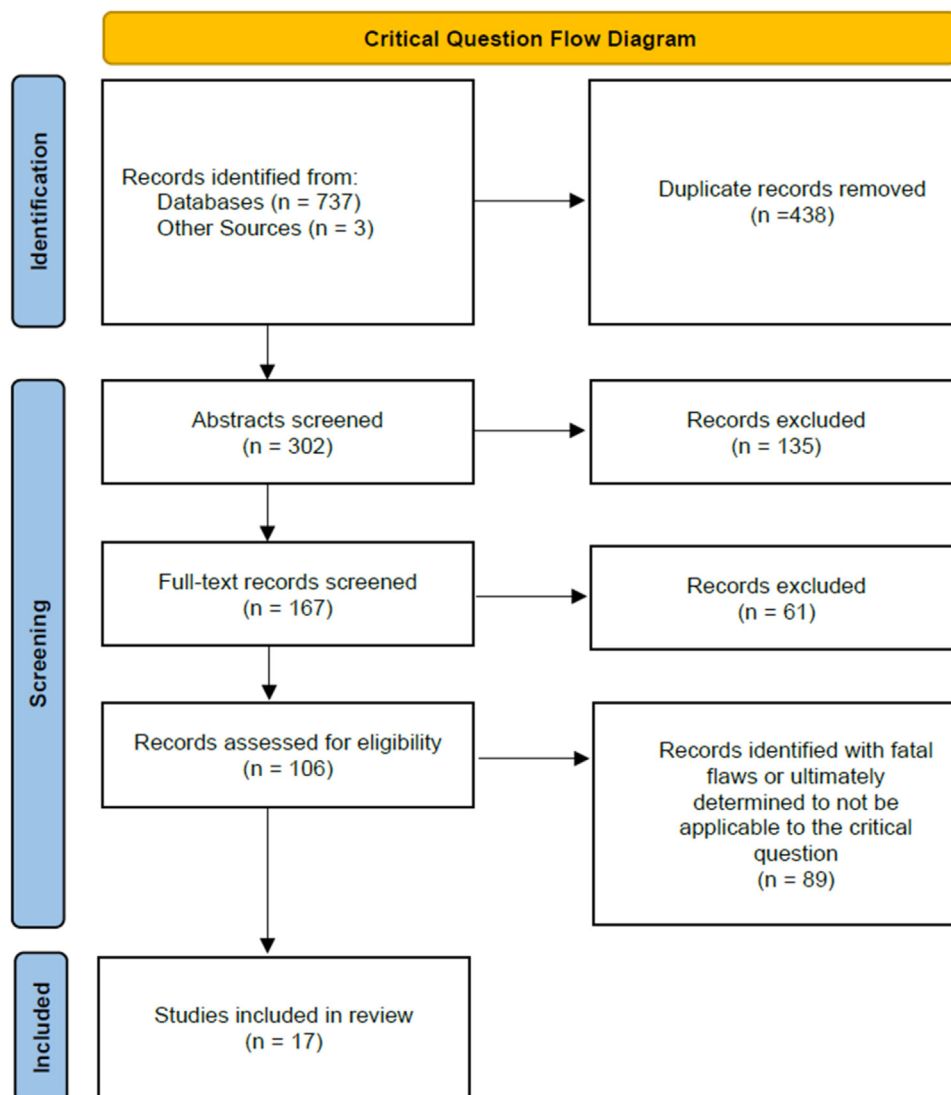 Critical Question Flow Diagram
Identification
Records identified from:
Databases (n = 737)
Other Sources (n = 3)
Duplicate records removed
(n =438)
Screening
Abstracts screened
(n = 302)
Records excluded
(n = 135)
Full-text records screened
(n = 167)
Records excluded
(n = 61)
Records assessed for eligibility
(n = 106)
Records identified with fatal
flaws or ultimately
determined to not be
applicable to the critical
question
(n = 89)
Included
Studies included in review
(n = 17)